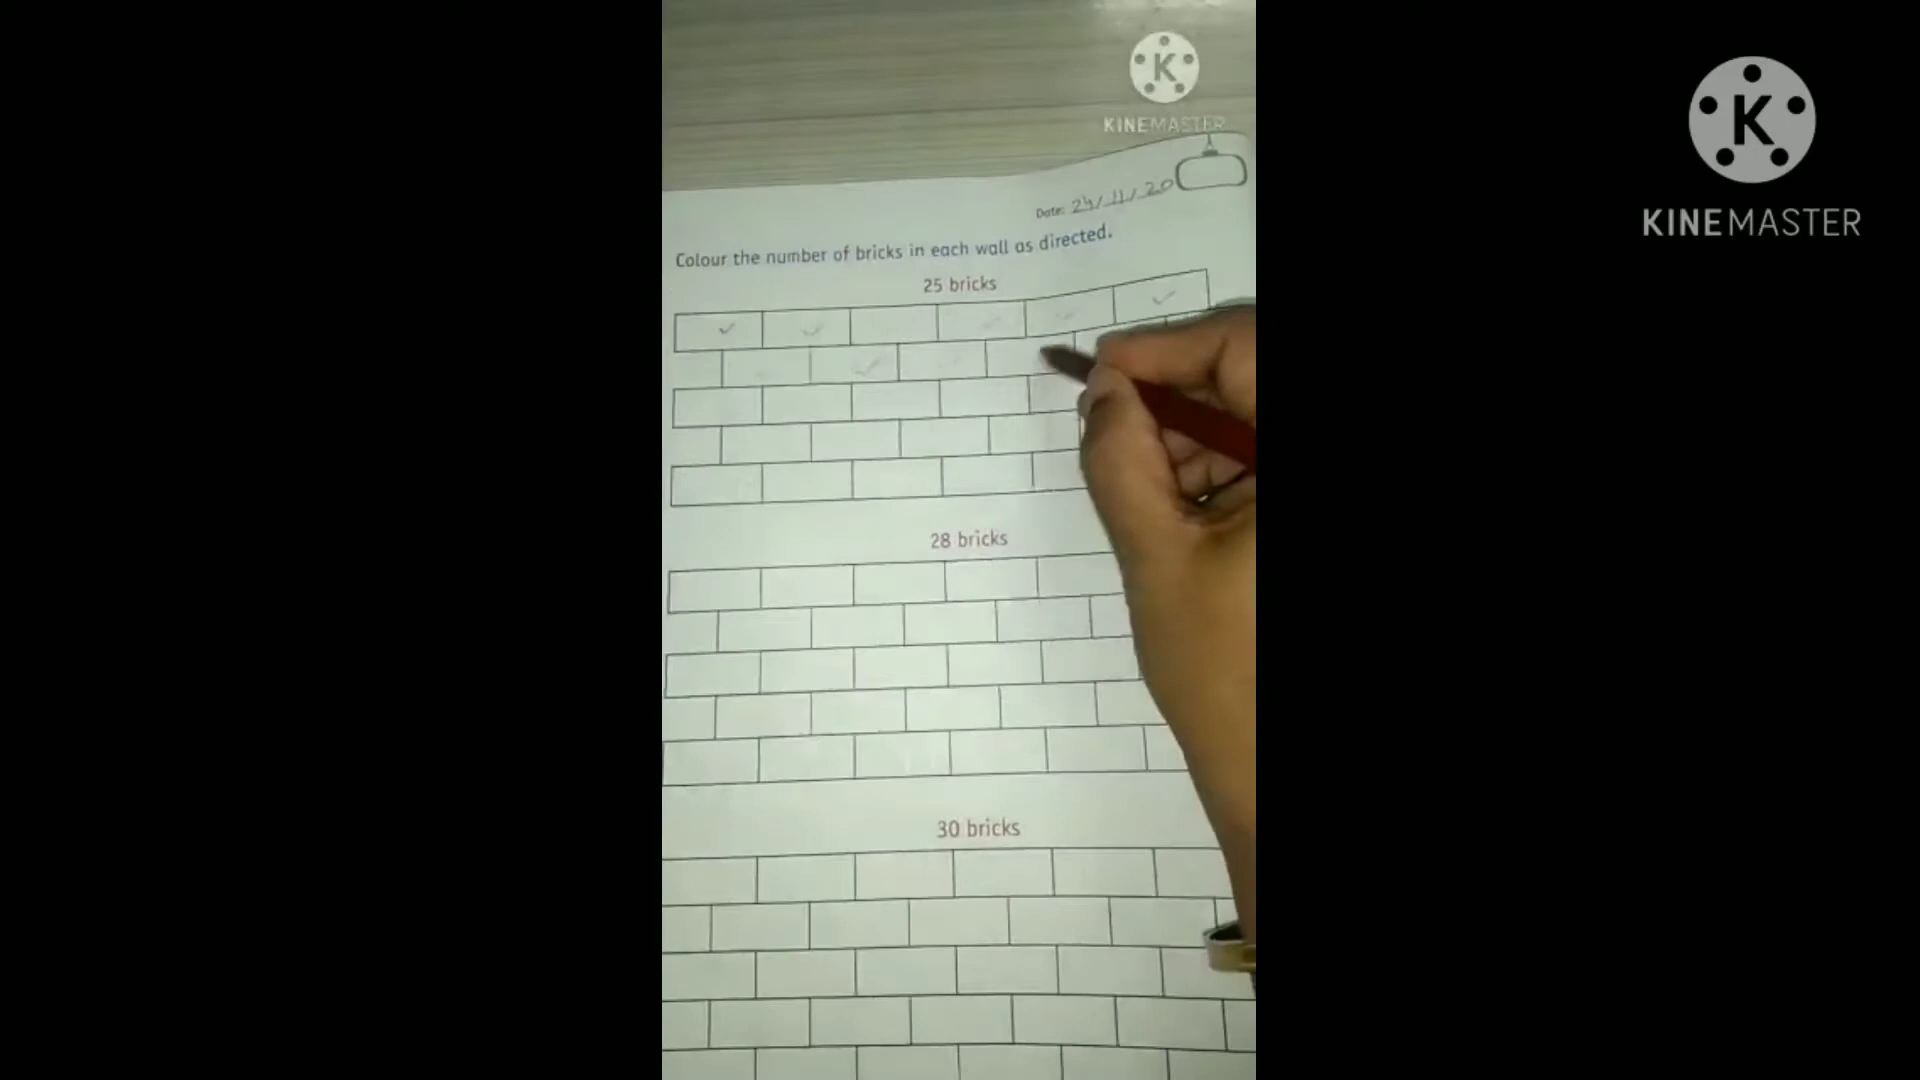 K
KINEMASTER
K
KINEMASTER
Date: 24/11/20
Colour the number of bricks in each wall as directed.
25 bricks
28 bricks
30 bricks